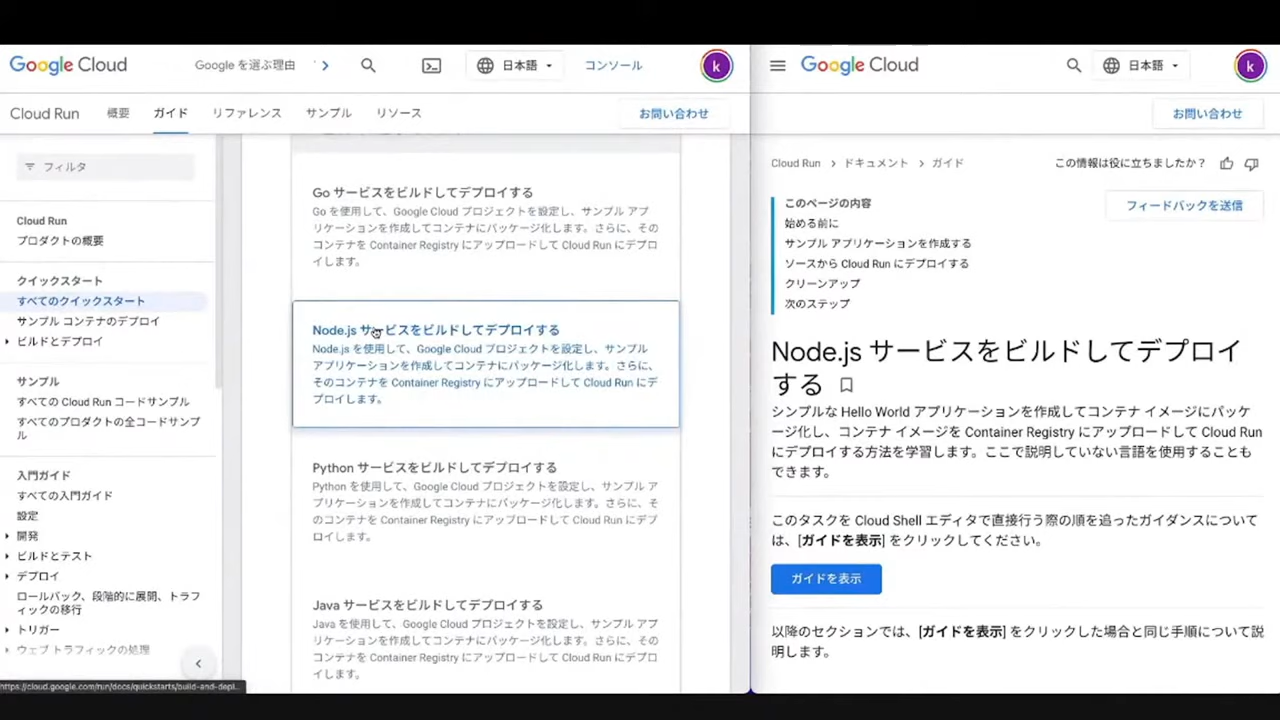 Google Cloud
Google を選ぶ理由
日本語
コンソール
k
Cloud Run
概要
ガイド
リファレンス
サンプル
リソース
お問い合わせ
フィルタ
Cloud Run
プロダクトの概要
クイックスタート
すべてのクイックスタート
サンプル コンテナのデプロイ
ビルドとデプロイ
サンプル
すべての Cloud Run コードサンプル
すべてのプロダクトの全コードサンプ
ル
入門ガイド
すべての入門ガイド
設定
開発
ビルドとテスト
デプロイ
ロールバック、段階的に展開、トラフ
ィックの移行
トリガー
ウェブ トラフィックの処理
https://cloud.google.com/run/docs/quickstarts/build-and-depl...
Go サービスをビルドしてデプロイする
Go を使用して、Google Cloud プロジェクトを設定し、サンプル アプ
リケーションを作成してコンテナにパッケージ化します。さらに、その
コンテナを Container Registry にアップロードして Cloud Run にデプロ
イします。
Node.js サービスをビルドしてデプロイする
Node.js を使用して、Google Cloud プロジェクトを設定し、サンプル
アプリケーションを作成してコンテナにパッケージ化します。さらに、
そのコンテナを Container Registry にアップロードして Cloud Run にデ
プロイします。
Python サービスをビルドしてデプロイする
Python を使用して、Google Cloud プロジェクトを設定し、サンプル ア
プリケーションを作成してコンテナにパッケージ化します。さらに、そ
のコンテナを Container Registry にアップロードして Cloud Run にデプ
ロイします。
Java サービスをビルドしてデプロイする
Java を使用して、Google Cloud プロジェクトを設定し、サンプル アプ
リケーションを作成してコンテナにパッケージ化します。さらに、その
コンテナを Container Registry にアップロードして Cloud Run にデプロ
イします。
Google Cloud
日本語
k
お問い合わせ
Cloud Run
ドキュメント
ガイド
この情報は役に立ちましたか？
フィードバックを送信
このページの内容
始める前に
サンプル アプリケーションを作成する
ソースから Cloud Run にデプロイする
クリーンアップ
次のステップ
Node.js サービスをビルドしてデプロイ
する
シンプルな Hello World アプリケーションを作成してコンテナ イメージにパッケ
ージ化し、コンテナ イメージを Container Registry にアップロードして Cloud Run
にデプロイする方法を学習します。ここで説明していない言語を使用することも
できます。
このタスクを Cloud Shell エディタで直接行う際の順を追ったガイダンスについて
は、[ガイドを表示] をクリックしてください。
ガイドを表示
以降のセクションでは、[ガイドを表示] をクリックした場合と同じ手順について説
明します。